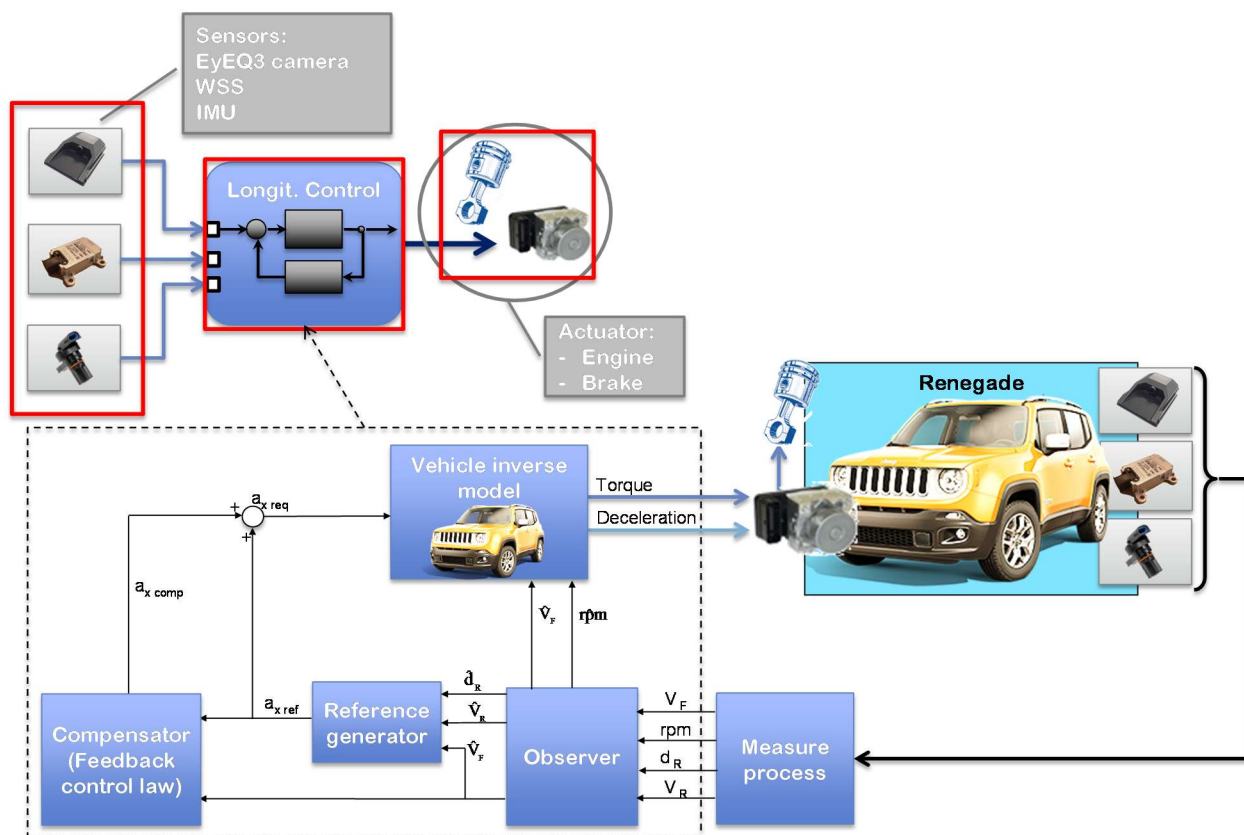 Sensors:
EyEQ3 camera
WSS
IMU
Longit. Control
Actuator:
- Engine
- Brake
Renegade
Vehicle inverse
model
Torque
Deceleration
+
a x req
+
a x comp
V̂ F
rp̂m
Compensator
(Feedback
control law)
a x ref
Reference
generator
d̂ R
V̂ R
V̂ F
Observer
V F
rpm
d R
V R
Measure
process